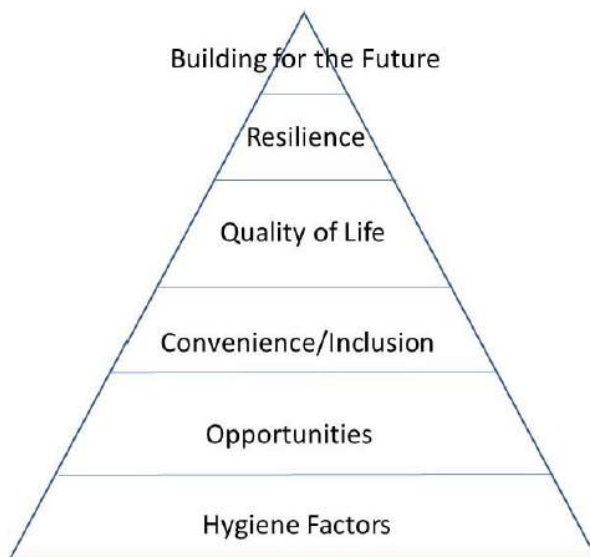 Building for the Future
Resilience
Quality of Life
Convenience/Inclusion
Opportunities
Hygiene Factors